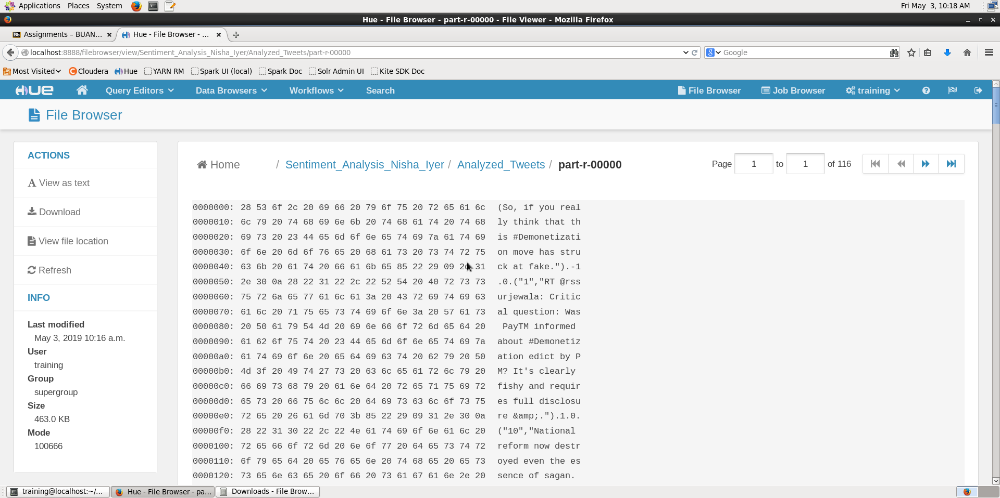 Applications Places System Fri May 3, 10:18 AM
Hue - File Browser - part-r-00000 - File Viewer - Mozilla Firefox
Bb Assignments – BUAN... Hue - File Browser - ...
localhost:8888/filebrowser/view/Sentiment_Analysis_Nisha_Iyer/Analyzed_Tweets/part-r-00000 8 Google
Most Visited Cloudera Hue YARN RM Spark UI (local) Spark Doc Solr Admin UI Kite SDK Doc
HUE Query Editors Data Browsers Workflows Search File Browser Job Browser training
File Browser
ACTIONS
View as text
Download
View file location
Refresh
INFO
Last modified
May 3, 2019 10:16 a.m.
User
training
Group
supergroup
Size
463.0 KB
Mode
100666
Home / Sentiment_Analysis_Nisha_Iyer / Analyzed_Tweets / part-r-00000 Page 1 to 1 of 116
0000000: 28 53 6f 2c 20 69 66 20 79 6f 75 20 72 65 61 6c (So, if you real
0000010: 6c 79 20 74 68 69 6e 6b 20 74 68 61 74 20 74 68 ly think that th
0000020: 69 73 20 23 44 65 6d 6f 6e 65 74 69 7a 61 74 69 is #Demonetizati
0000030: 6f 6e 20 6d 6f 76 65 20 68 61 73 20 73 74 72 75 on move has stru
0000040: 63 6b 20 61 74 20 66 61 6b 65 85 22 29 09 2d 31 ck at fake.").-1
0000050: 2e 30 0a 28 22 31 22 2c 22 52 54 20 40 72 73 73 .0.("1","RT @rss
0000060: 75 72 6a 65 77 61 6c 61 3a 20 43 72 69 74 69 63 urjewala: Critic
0000070: 61 6c 20 71 75 65 73 74 69 6f 6e 3a 20 57 61 73 al question: Was
0000080: 20 50 61 79 54 4d 20 69 6e 66 6f 72 6d 65 64 20 PayTM informed
0000090: 61 62 6f 75 74 20 23 44 65 6d 6f 6e 65 74 69 7a about #Demonetiz
00000a0: 61 74 69 6f 6e 20 65 64 69 63 74 20 62 79 20 50 ation edict by P
00000b0: 4d 3f 20 49 74 27 73 20 63 6c 65 61 72 6c 79 20 M? It's clearly
00000c0: 66 69 73 68 79 20 61 6e 64 20 72 65 71 75 69 72 fishy and requir
00000d0: 65 73 20 66 75 6c 6c 20 64 69 73 63 6c 6f 73 75 es full disclosu
00000e0: 72 65 20 26 61 6d 70 3b 85 22 29 09 31 2e 30 0a re &amp;.").1.0.
00000f0: 28 22 31 30 22 2c 22 4e 61 74 69 6f 6e 61 6c 20 ("10","National
0000100: 72 65 66 6f 72 6d 20 6e 6f 77 20 64 65 73 74 72 reform now destr
0000110: 6f 79 65 64 20 65 76 65 6e 20 74 68 65 20 65 73 oyed even the es
0000120: 73 65 6e 63 65 20 6f 66 20 73 61 67 61 6e 2e 20 sence of sagan.
training@localhost:~/... Hue - File Browser - pa... Downloads - File Brow...